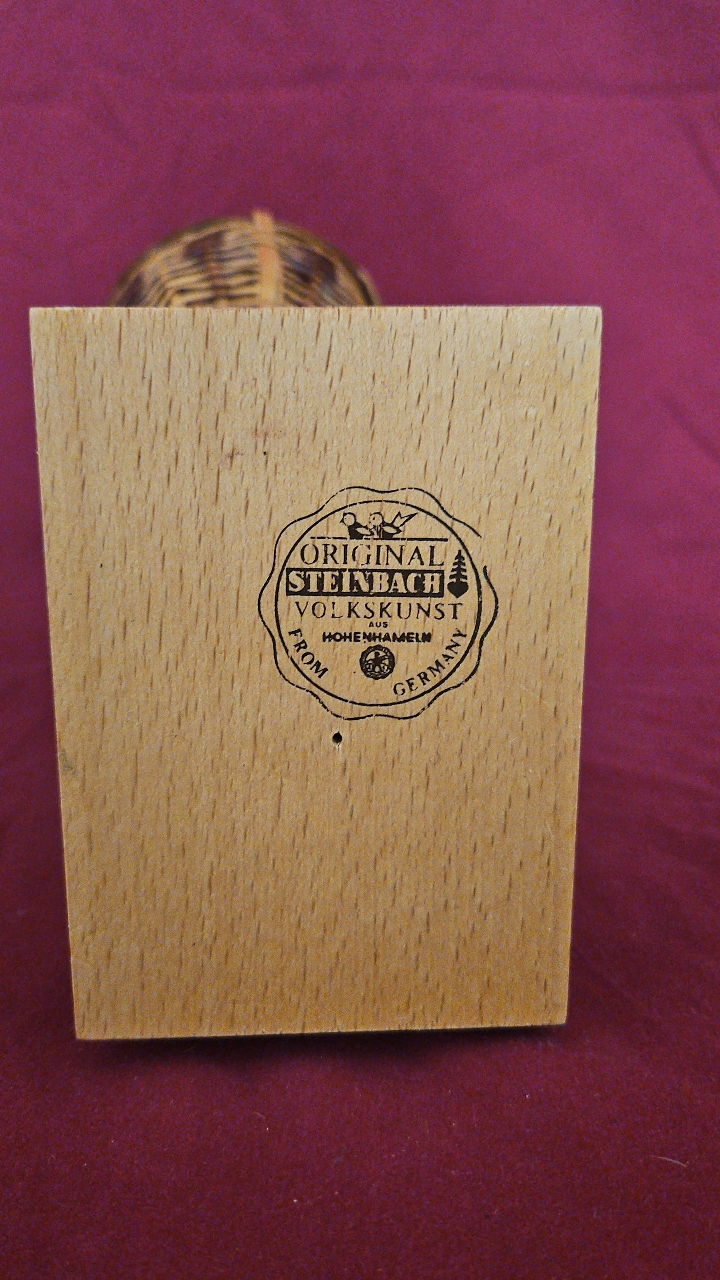 ORIGINAL
STEINBACH
VOLKSKUNST
AUS
HOHENHAMELN
FROM GERMANY